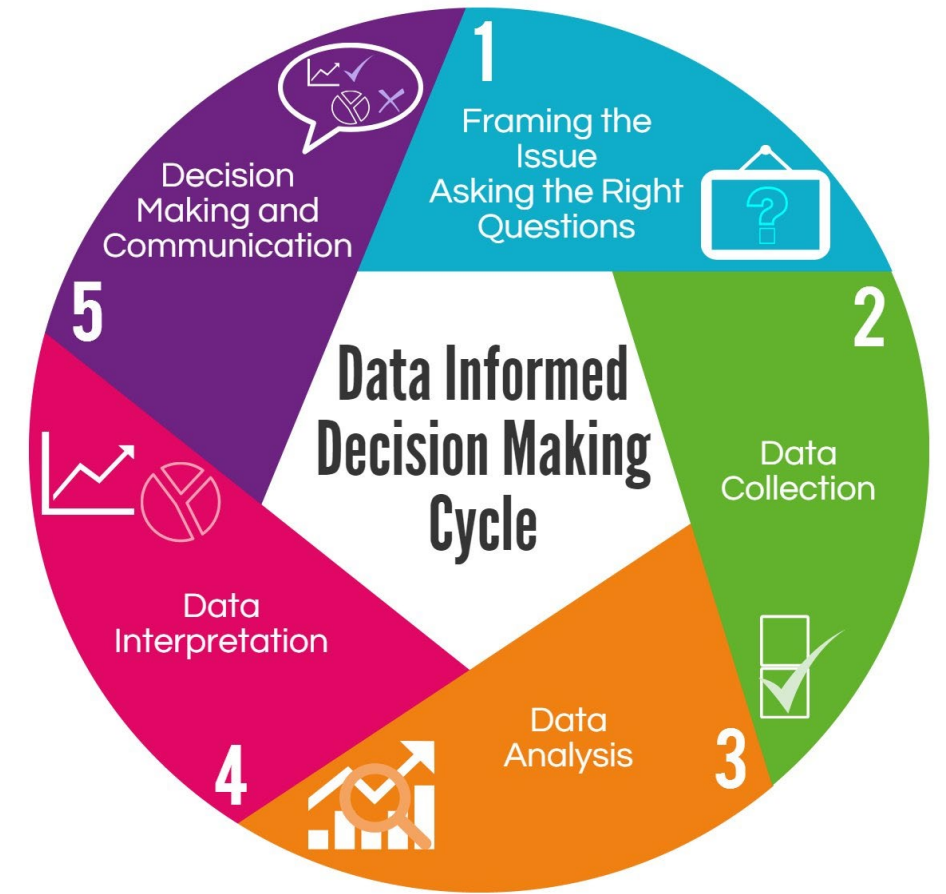 Data Informed
Decision Making
Cycle
1
Framing the
Issue
Asking the Right
Questions
?
2
Data
Collection
3
Data
Analysis
4
Data
Interpretation
5
Decision
Making and
Communication